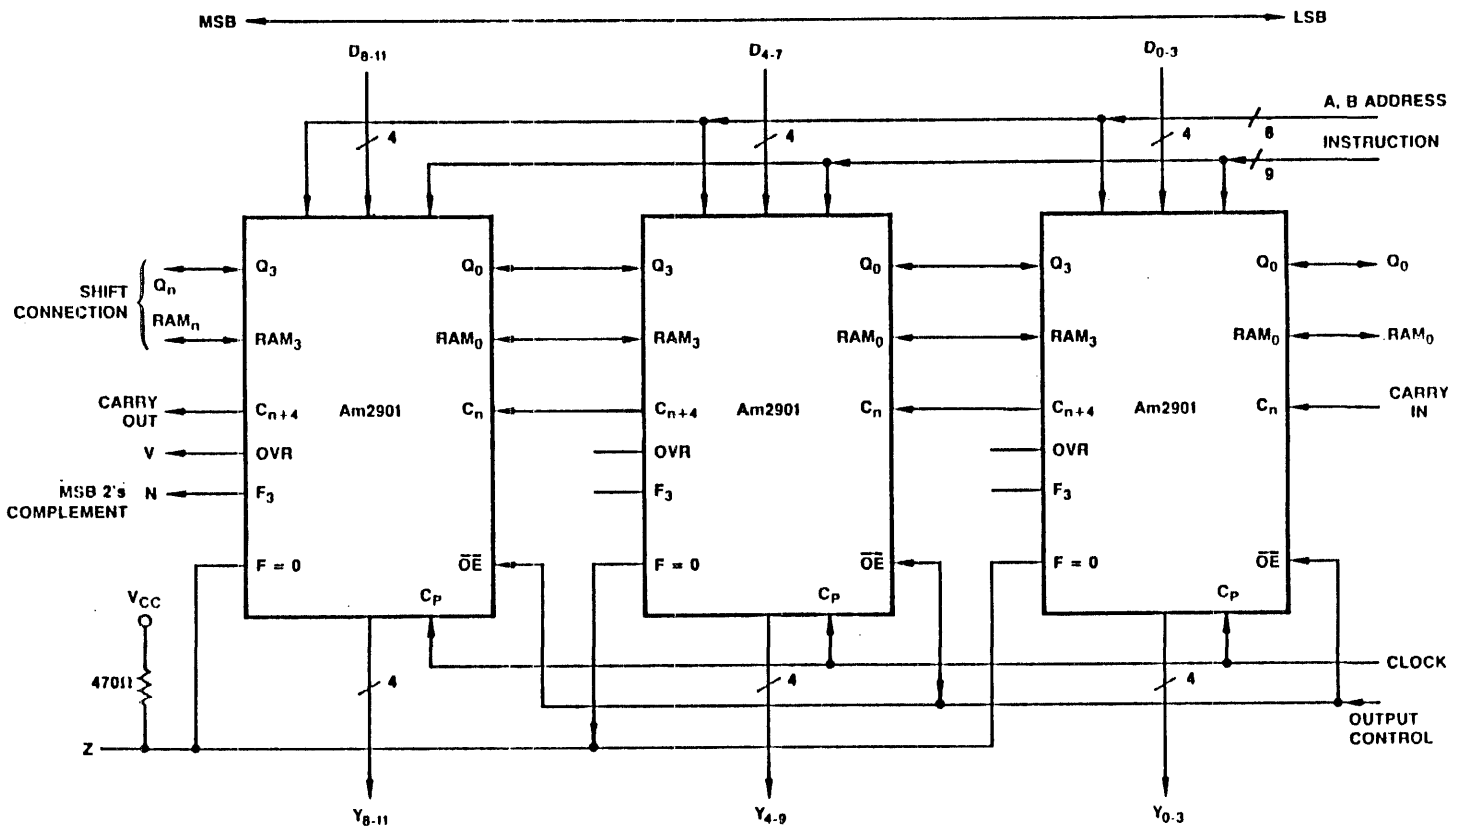 MSB LSB
D8-11 D4-7 D0-3
A, B ADDRESS
4 4 4 8
INSTRUCTION
9
Q3 Q0 Q3 Q0 Q3 Q0 Q0
SHIFT CONNECTION
Qn
RAMn
RAM3 RAM0 RAM3 RAM0 RAM3 RAM0 RAM0
CARRY OUT
Cn+4 Am2901 Cn Cn+4 Am2901 Cn Cn+4 Am2901 Cn
CARRY IN
V OVR OVR OVR
MSB 2's COMPLEMENT
N F3 F3 F3
F = 0 OE F = 0 OE F = 0 OE
CP CP CP
VCC
470Ω
4 4 4
CLOCK
OUTPUT CONTROL
Z
Y8-11 Y4-9 Y0-3